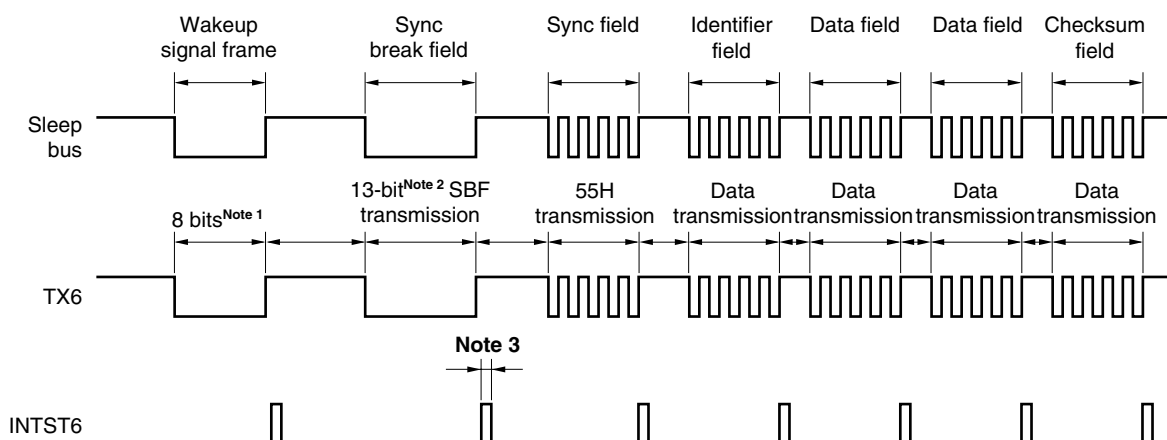 Wakeup
signal frame
Sync
break field
Sync field
Identifier
field
Data field
Data field
Checksum
field
Sleep
bus
8 bitsNote 1
13-bitNote 2 SBF
transmission
55H
transmission
Data
transmission
Data
transmission
Data
transmission
Data
transmission
TX6
Note 3
INTST6